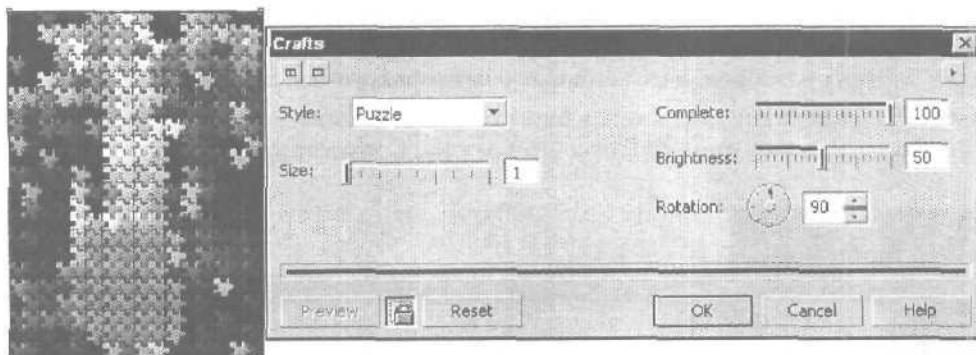 Crafts
Style: Puzzle
Complete: 100
Size: 1
Brightness: 50
Rotation: 90
Preview Reset OK Cancel Help